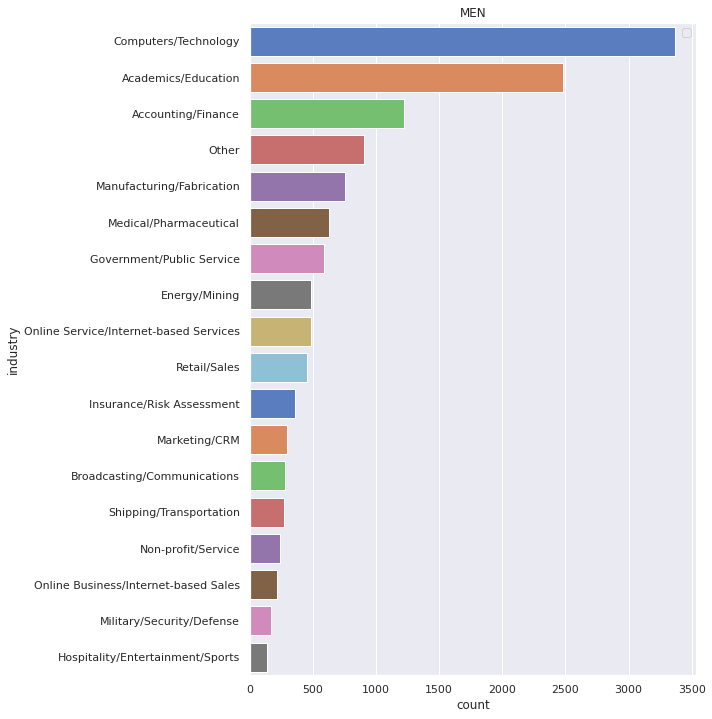 MEN
Computers/Technology
Academics/Education
Accounting/Finance
Other
Manufacturing/Fabrication
Medical/Pharmaceutical
Government/Public Service
Energy/Mining
Online Service/Internet-based Services
Retail/Sales
Insurance/Risk Assessment
Marketing/CRM
Broadcasting/Communications
Shipping/Transportation
Non-profit/Service
Online Business/Internet-based Sales
Military/Security/Defense
Hospitality/Entertainment/Sports
industry
0 500 1000 1500 2000 2500 3000 3500
count